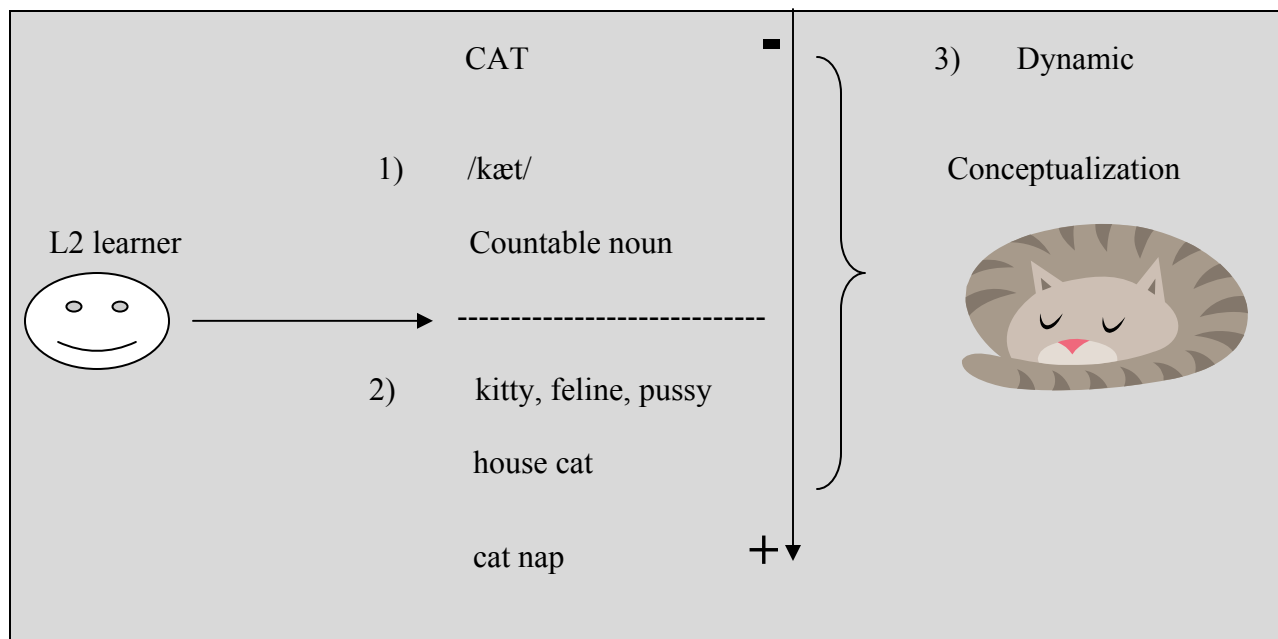 CAT
-
3) Dynamic
1) /kæt/
Conceptualization
L2 learner
Countable noun
----------------------------
2) kitty, feline, pussy
house cat
cat nap
+